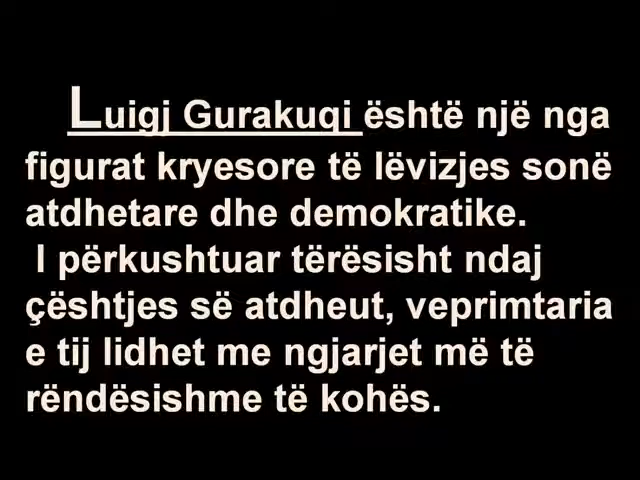 Luigj Gurakuqi është një nga
figurat kryesore të lëvizjes sonë
atdhetare dhe demokratike.
I përkushtuar tërësisht ndaj
çështjes së atdheut, veprimtaria
e tij lidhet me ngjarjet më të
rëndësishme të kohës.